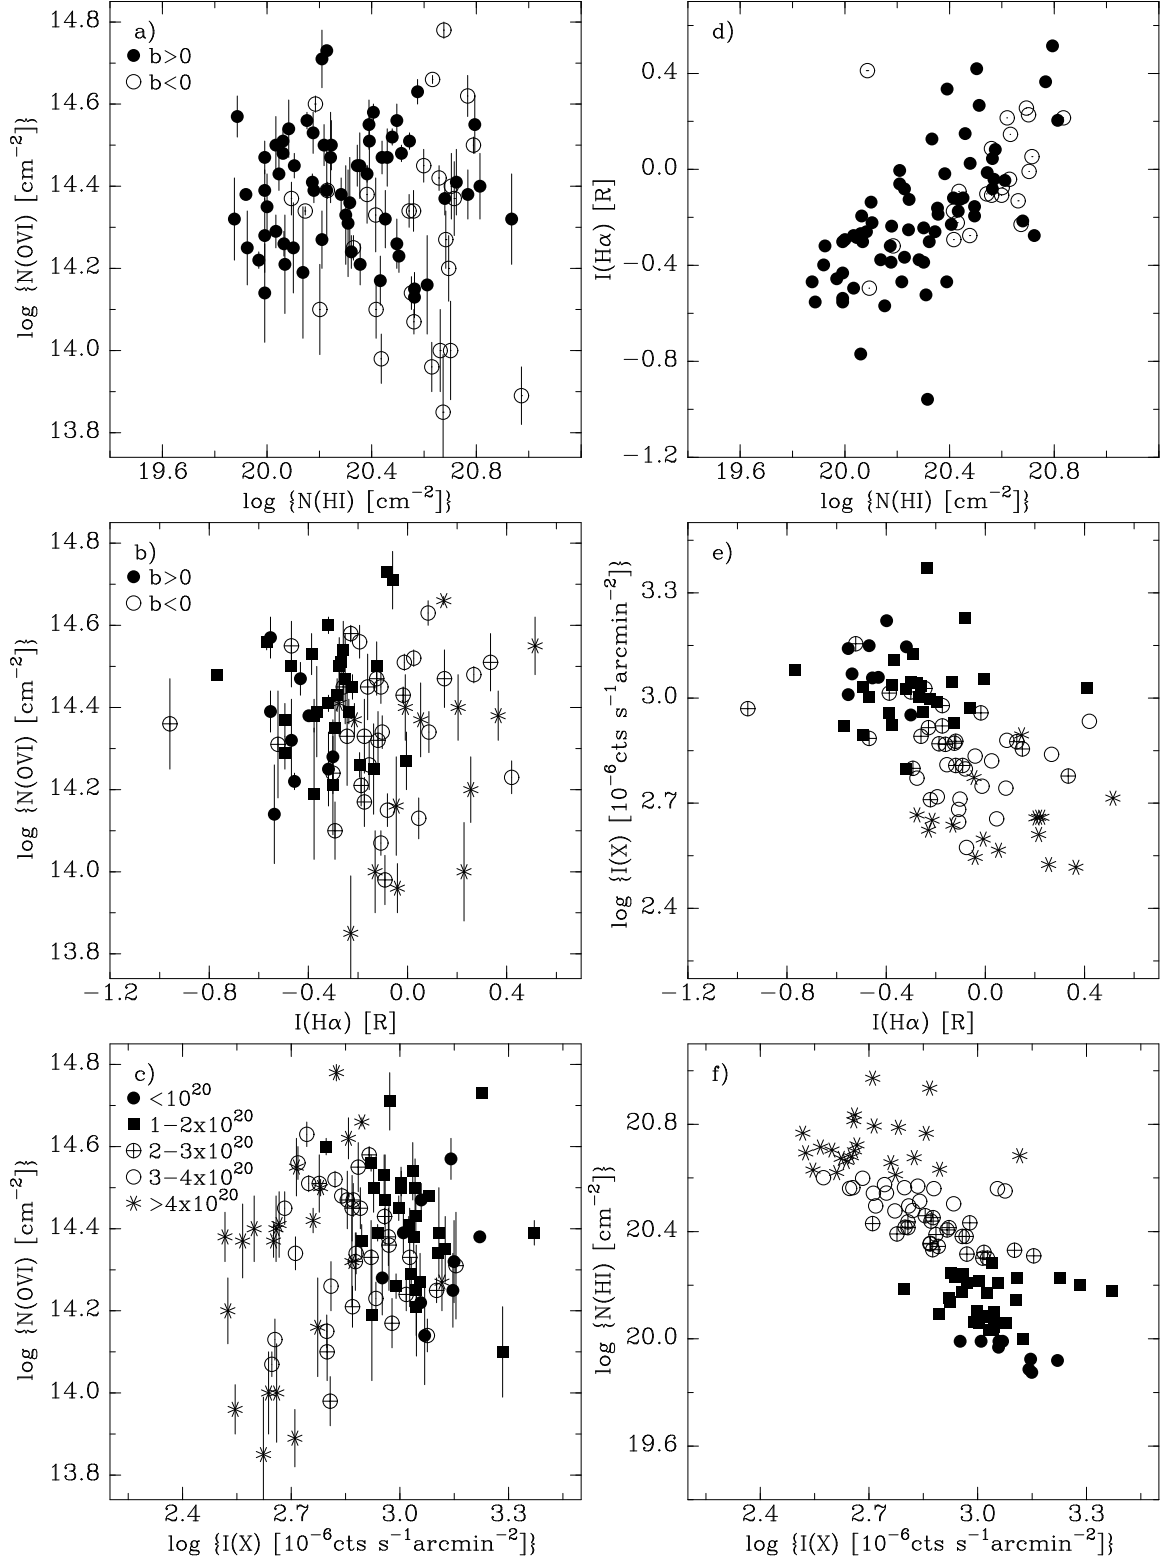 a)
b>0
b<0
14.8
14.6
14.4
14.2
14.0
13.8
log {N(OVI) [cm⁻²]}
19.6 20.0 20.4 20.8
log {N(HI) [cm⁻²]}
d)
0.4
0.0
−0.4
−0.8
−1.2
I(Hα) [R]
19.6 20.0 20.4 20.8
log {N(HI) [cm⁻²]}
b)
b>0
b<0
14.8
14.6
14.4
14.2
14.0
13.8
log {N(OVI) [cm⁻²]}
−1.2 −0.8 −0.4 0.0 0.4
I(Hα) [R]
e)
3.3
3.0
2.7
2.4
log {I(X) [10⁻⁶cts s⁻¹arcmin⁻²]}
−1.2 −0.8 −0.4 0.0 0.4
I(Hα) [R]
c)
<10²⁰
1−2x10²⁰
2−3x10²⁰
3−4x10²⁰
>4x10²⁰
14.8
14.6
14.4
14.2
14.0
13.8
log {N(OVI) [cm⁻²]}
2.4 2.7 3.0 3.3
log {I(X) [10⁻⁶cts s⁻¹arcmin⁻²]}
f)
20.8
20.4
20.0
19.6
log {N(HI) [cm⁻²]}
2.4 2.7 3.0 3.3
log {I(X) [10⁻⁶cts s⁻¹arcmin⁻²]}